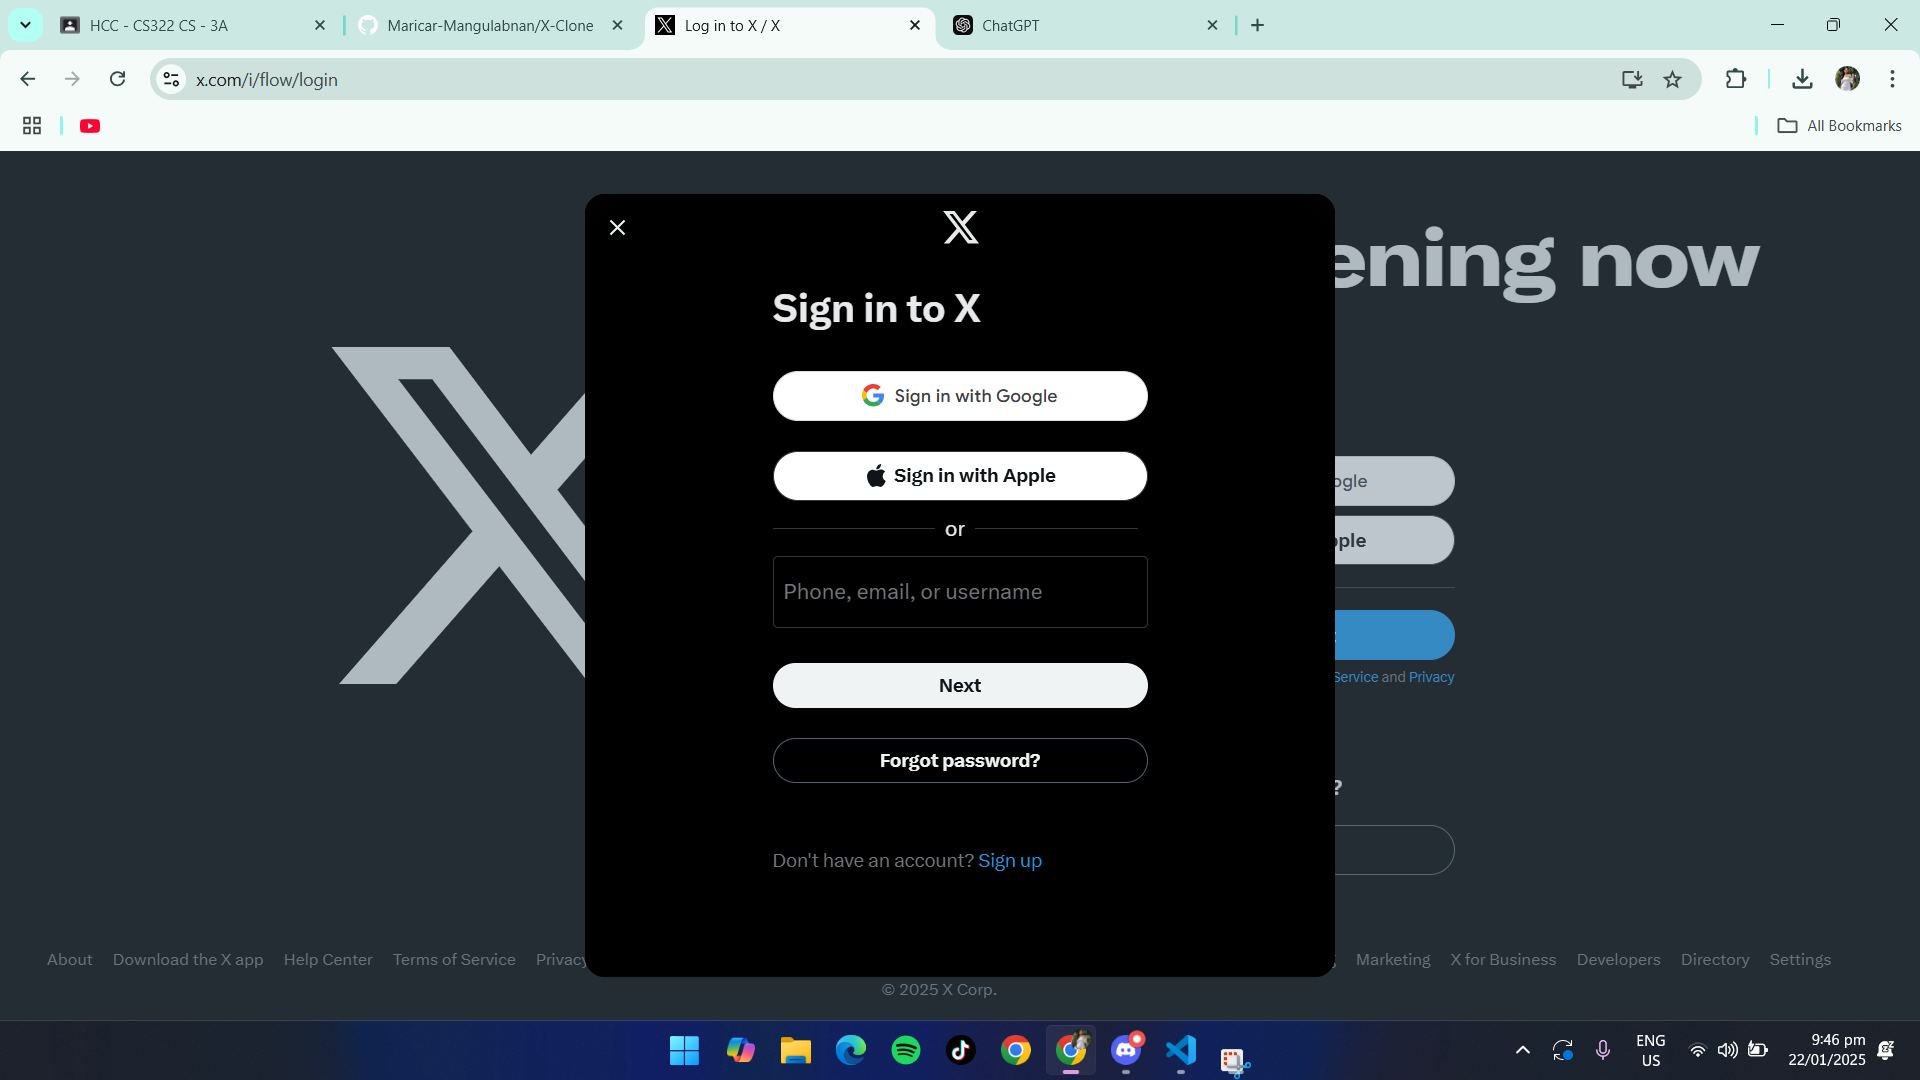 HCC - CS322 CS - 3A
Maricar-Mangulabnan/X-Clone
Log in to X / X
ChatGPT
x.com/i/flow/login
All Bookmarks
ening now
Sign in to X
Sign in with Google
Sign in with Apple
or
Phone, email, or username
Next
Forgot password?
Don't have an account? Sign up
ogle
ple
Service and Privacy
?
About Download the X app Help Center Terms of Service Privacy Marketing X for Business Developers Directory Settings
© 2025 X Corp.
ENG
US
9:46 pm
22/01/2025